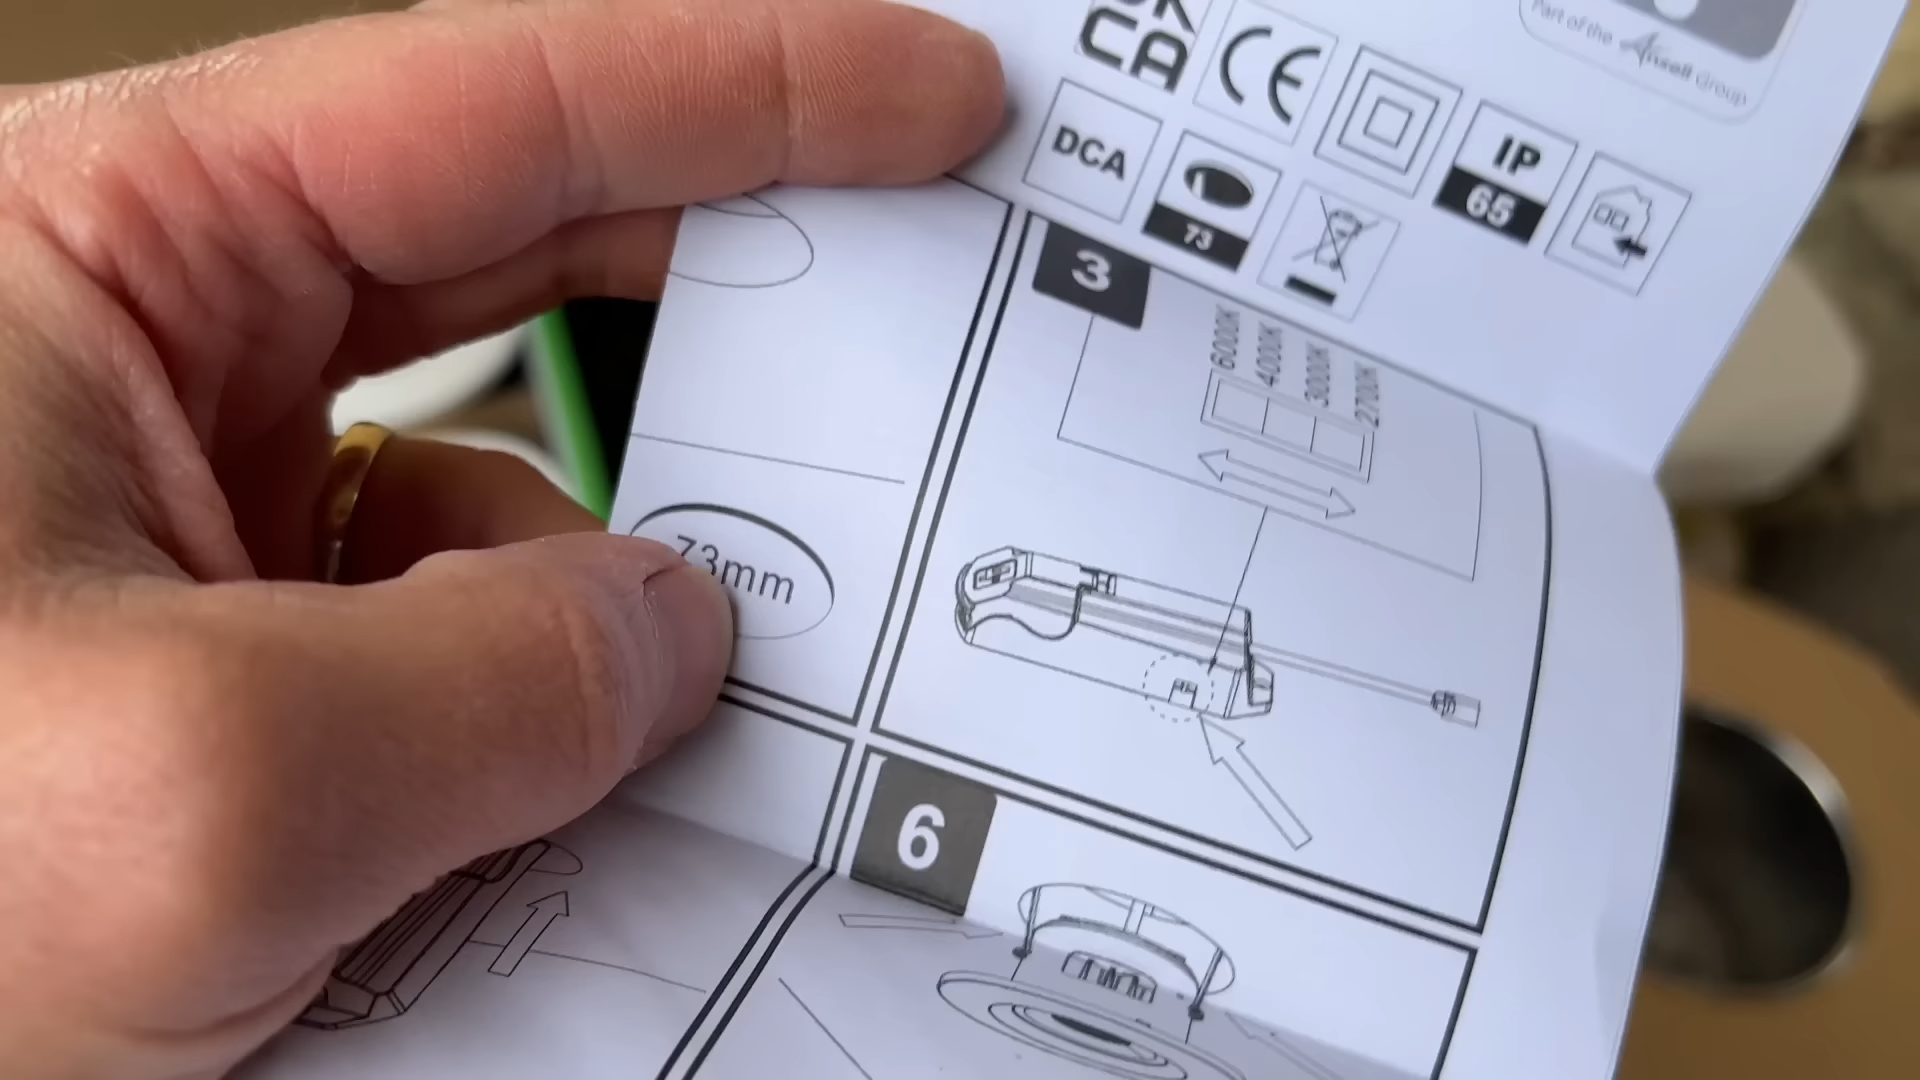 Part of the Ansell Group
UK
CA
CE
DCA
73
IP
65
3
6000K
4000K
3000K
2700K
73mm
6